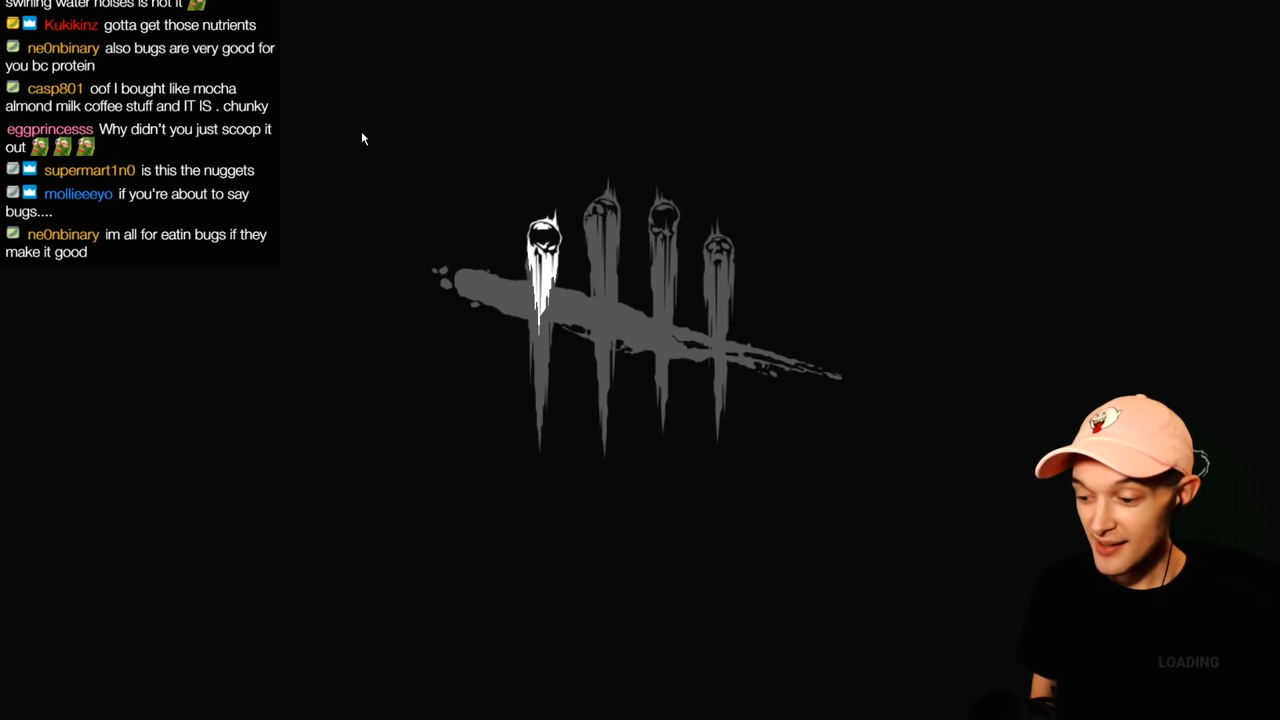 swirling water noises is not it
Kukikinz gotta get those nutrients
ne0nbinary also bugs are very good for
you bc protein
casp801 oof I bought like mocha
almond milk coffee stuff and IT IS . chunky
eggprincesss Why didn't you just scoop it
out
supermart1n0 is this the nuggets
mollieeeyo if you're about to say
bugs....
ne0nbinary im all for eatin bugs if they
make it good
LOADING